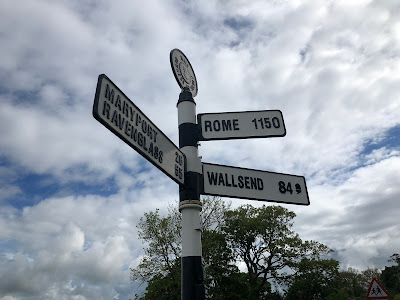 MARYPORT
RAVENGLASS
ROME 1150
WALLSEND 84